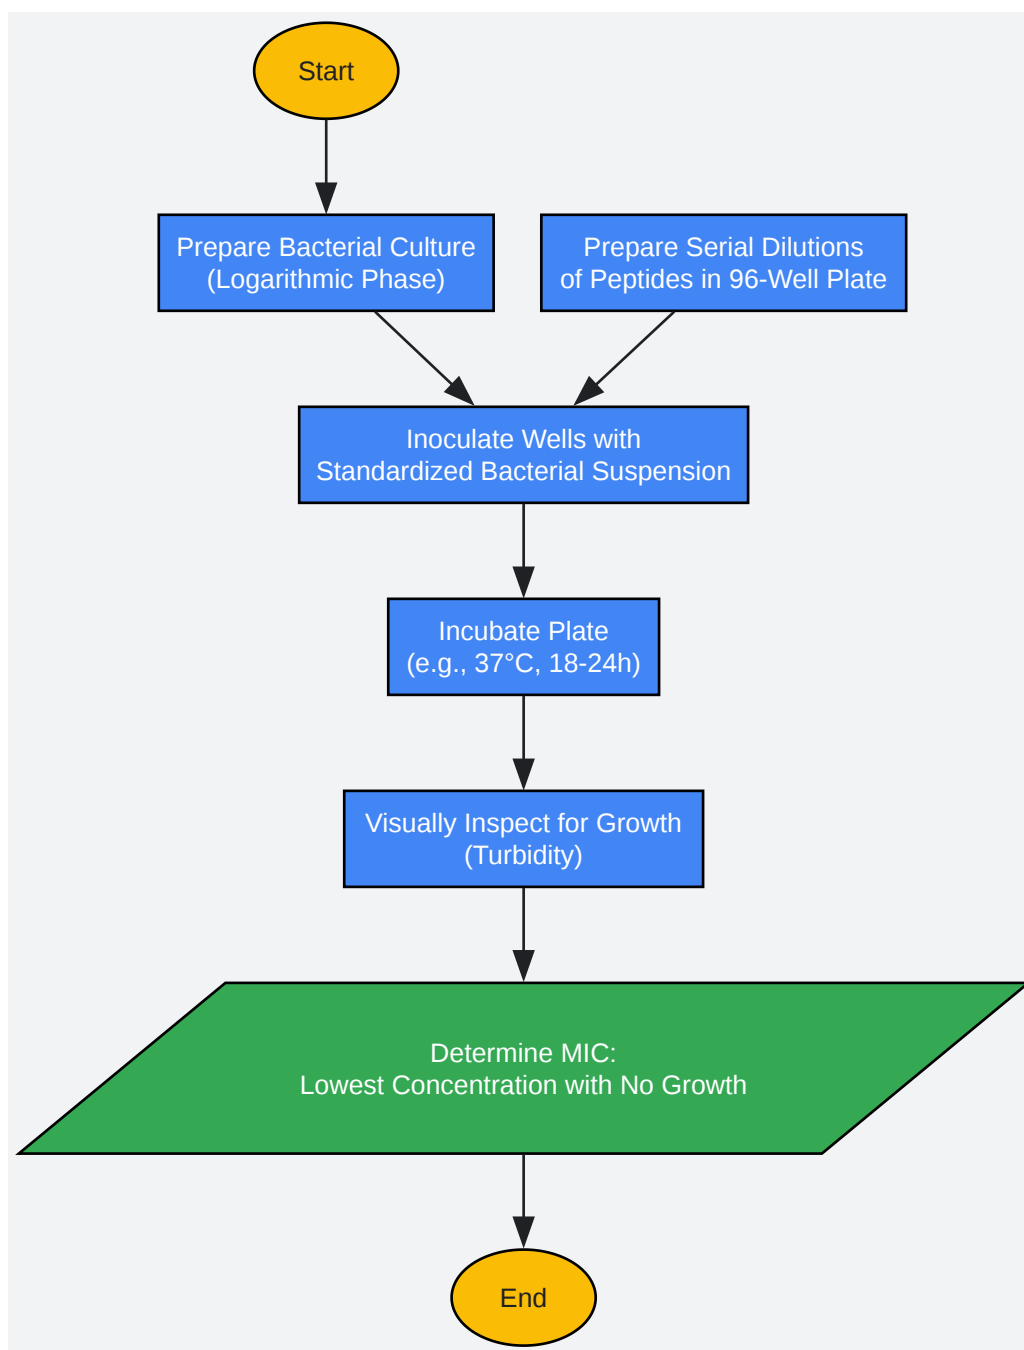 Start
Prepare Bacterial Culture
(Logarithmic Phase)
Prepare Serial Dilutions
of Peptides in 96-Well Plate
Inoculate Wells with
Standardized Bacterial Suspension
Incubate Plate
(e.g., 37°C, 18-24h)
Visually Inspect for Growth
(Turbidity)
Determine MIC:
Lowest Concentration with No Growth
End